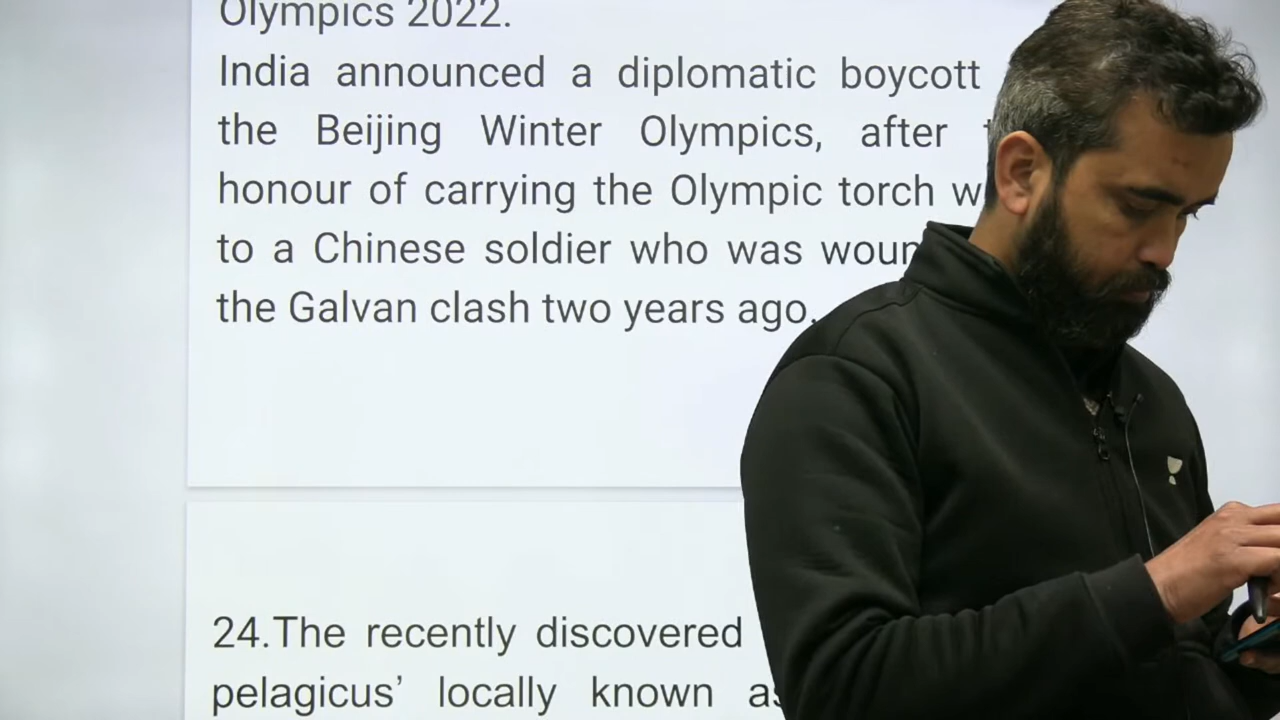 Olympics 2022.
India announced a diplomatic boycott
the Beijing Winter Olympics, after
honour of carrying the Olympic torch
to a Chinese soldier who was
the Galvan clash two years ago.
24.The recently discovered
pelagicus’ locally known